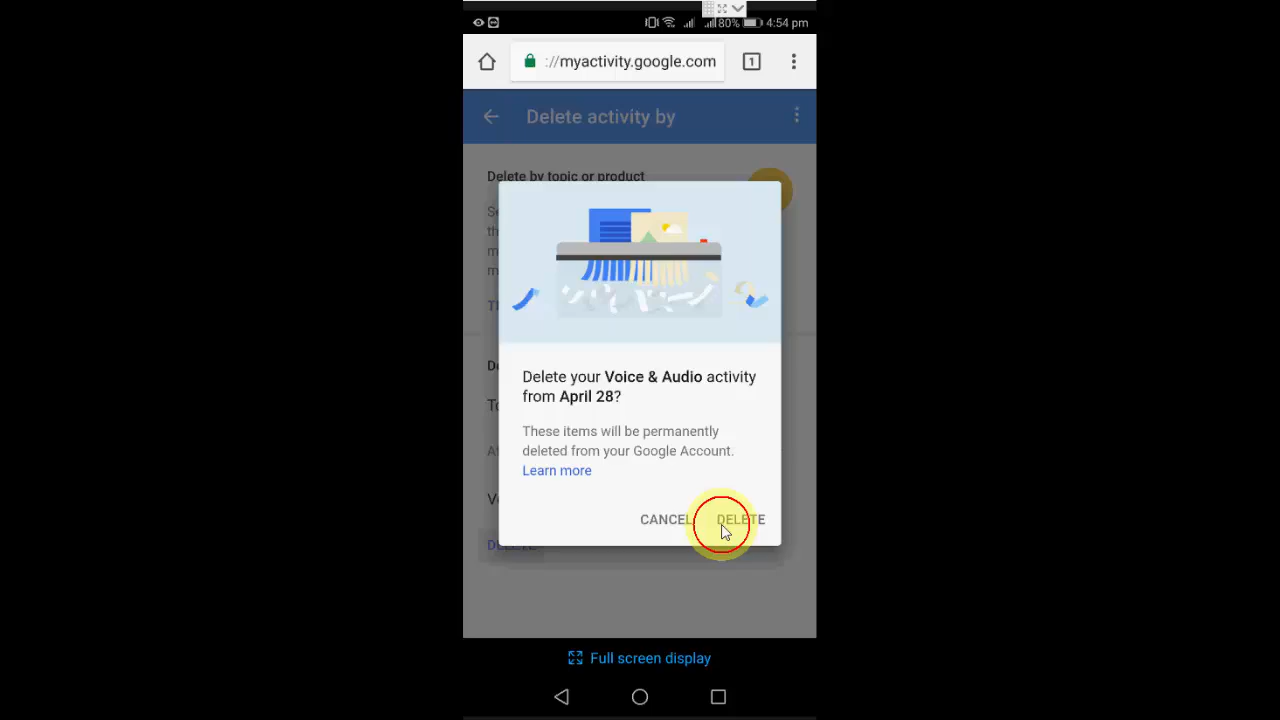 80% 4:54 pm
://myactivity.google.com 1
Delete activity by
Delete by topic or product
Delete your Voice & Audio activity
from April 28?
These items will be permanently
deleted from your Google Account.
Learn more
CANCEL DELETE
DELETE
Full screen display